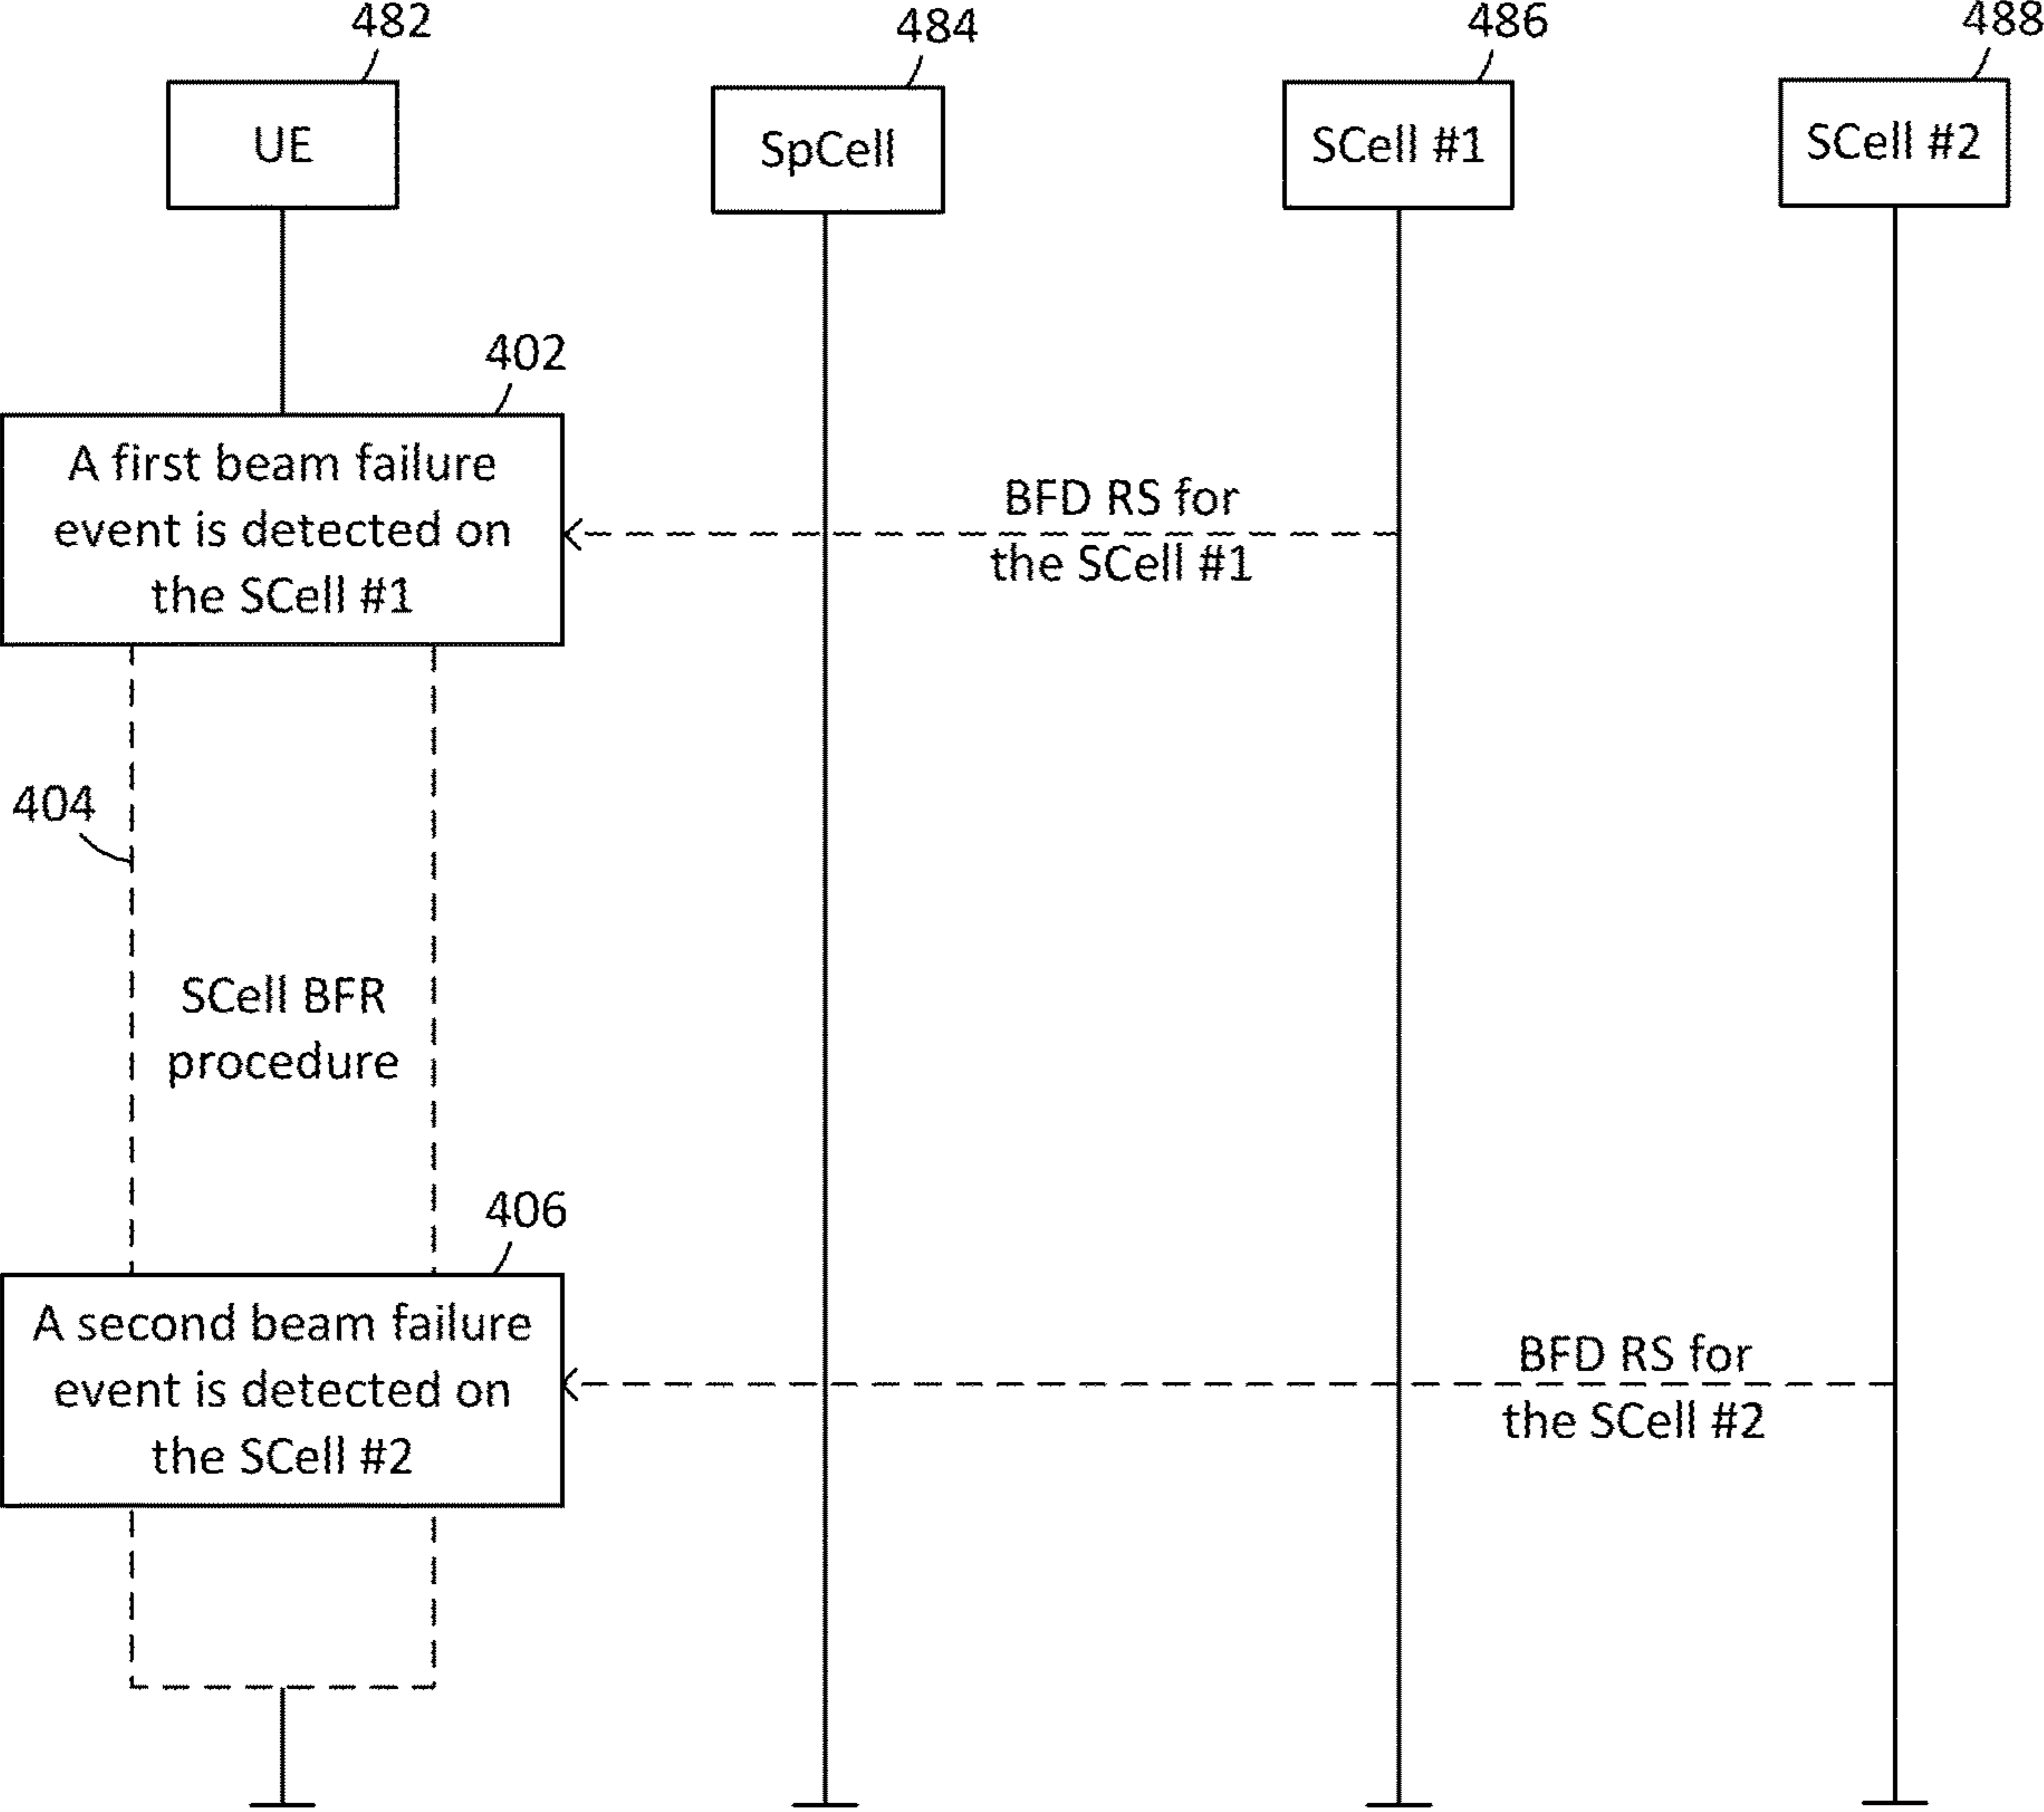 482
484
486
488
UE
SpCell
SCell #1
SCell #2
402
A first beam failure
event is detected on
the SCell #1
BFD RS for
the SCell #1
404
SCell BFR
procedure
406
A second beam failure
event is detected on
the SCell #2
BFD RS for
the SCell #2